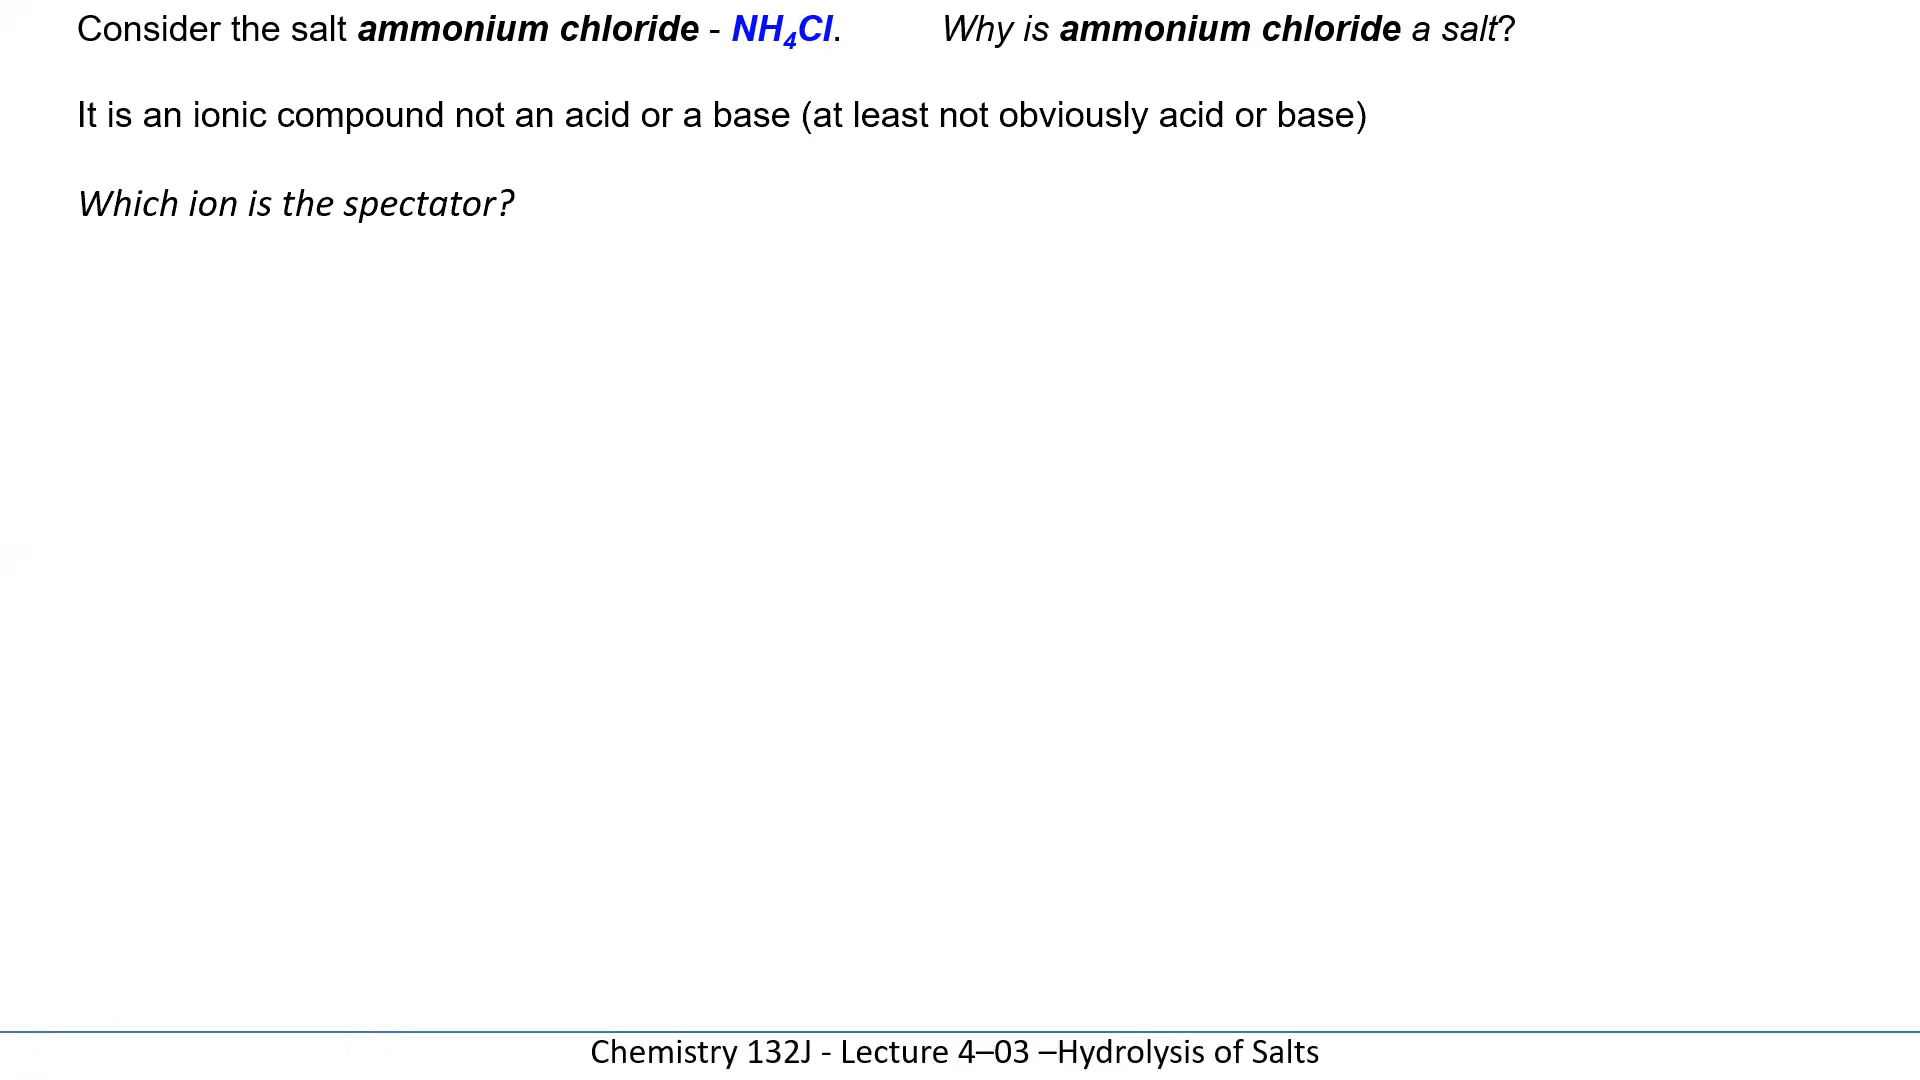 Consider the salt ammonium chloride - NH₄Cl. Why is ammonium chloride a salt?
It is an ionic compound not an acid or a base (at least not obviously acid or base)
Which ion is the spectator?
Chemistry 132J - Lecture 4–03 –Hydrolysis of Salts